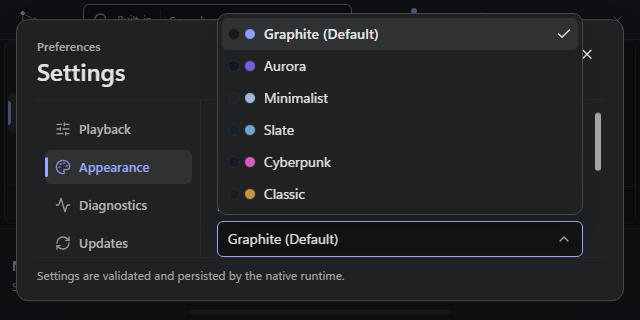 Preferences
Settings
Playback
Appearance
Diagnostics
Updates
Graphite (Default)
Aurora
Minimalist
Slate
Cyberpunk
Classic
Graphite (Default)
Settings are validated and persisted by the native runtime.